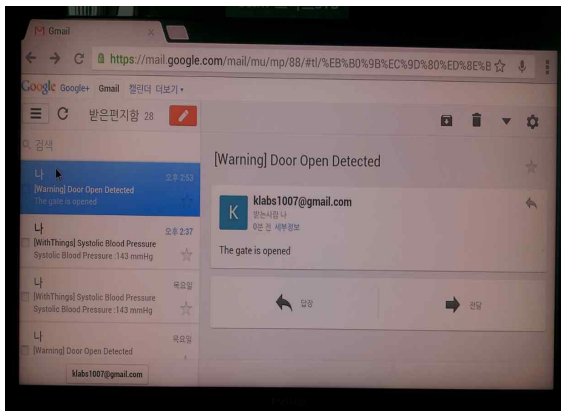 Gmail
https://mail.google.com/mail/mu/mp/88/#tl/%EB%B0%9B%EC%9D%80%ED%8E%B
Google Google+ Gmail 캘린더 더보기
받은편지함 28
검색
나 오후 2:53
[Warning] Door Open Detected
The gate is opened
나 오후 2:37
[WithThings] Systolic Blood Pressure
Systolic Blood Pressure :143 mmHg
나 목요일
[WithThings] Systolic Blood Pressure
Systolic Blood Pressure :143 mmHg
나 목요일
[Warning] Door Open Detected
klabs1007@gmail.com
[Warning] Door Open Detected
K
klabs1007@gmail.com
받는사람 나
0분 전 세부정보
The gate is opened
답장
전달